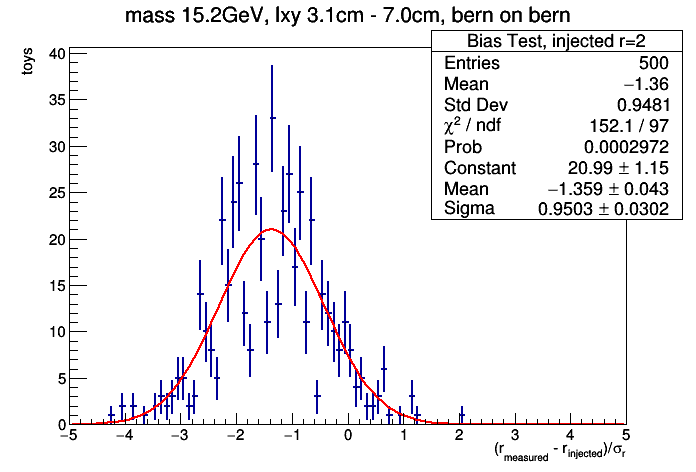 mass 15.2GeV, lxy 3.1cm - 7.0cm, bern on bern
Bias Test, injected r=2
Entries 500
Mean −1.36
Std Dev 0.9481
χ² / ndf 152.1 / 97
Prob 0.0002972
Constant 20.99 ± 1.15
Mean −1.359 ± 0.043
Sigma 0.9503 ± 0.0302
toys
40
35
30
25
20
15
10
5
0
−5 −4 −3 −2 −1 0 1 2 3 4 5
(r_measured - r_injected)/σ_r